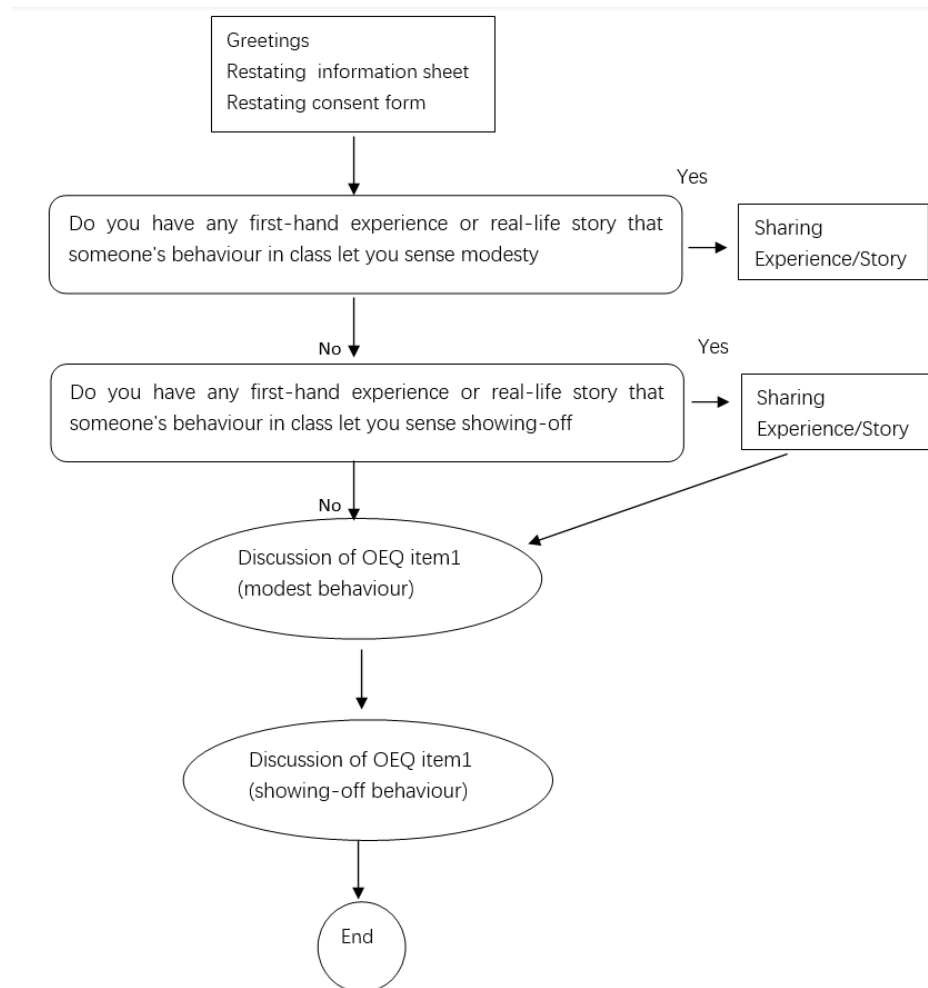 Greetings
Restating information sheet
Restating consent form
Yes
Do you have any first-hand experience or real-life story that
someone's behaviour in class let you sense modesty
Sharing
Experience/Story
No
Yes
Do you have any first-hand experience or real-life story that
someone's behaviour in class let you sense showing-off
Sharing
Experience/Story
No
Discussion of OEQ item1
(modest behaviour)
Discussion of OEQ item1
(showing-off behaviour)
End